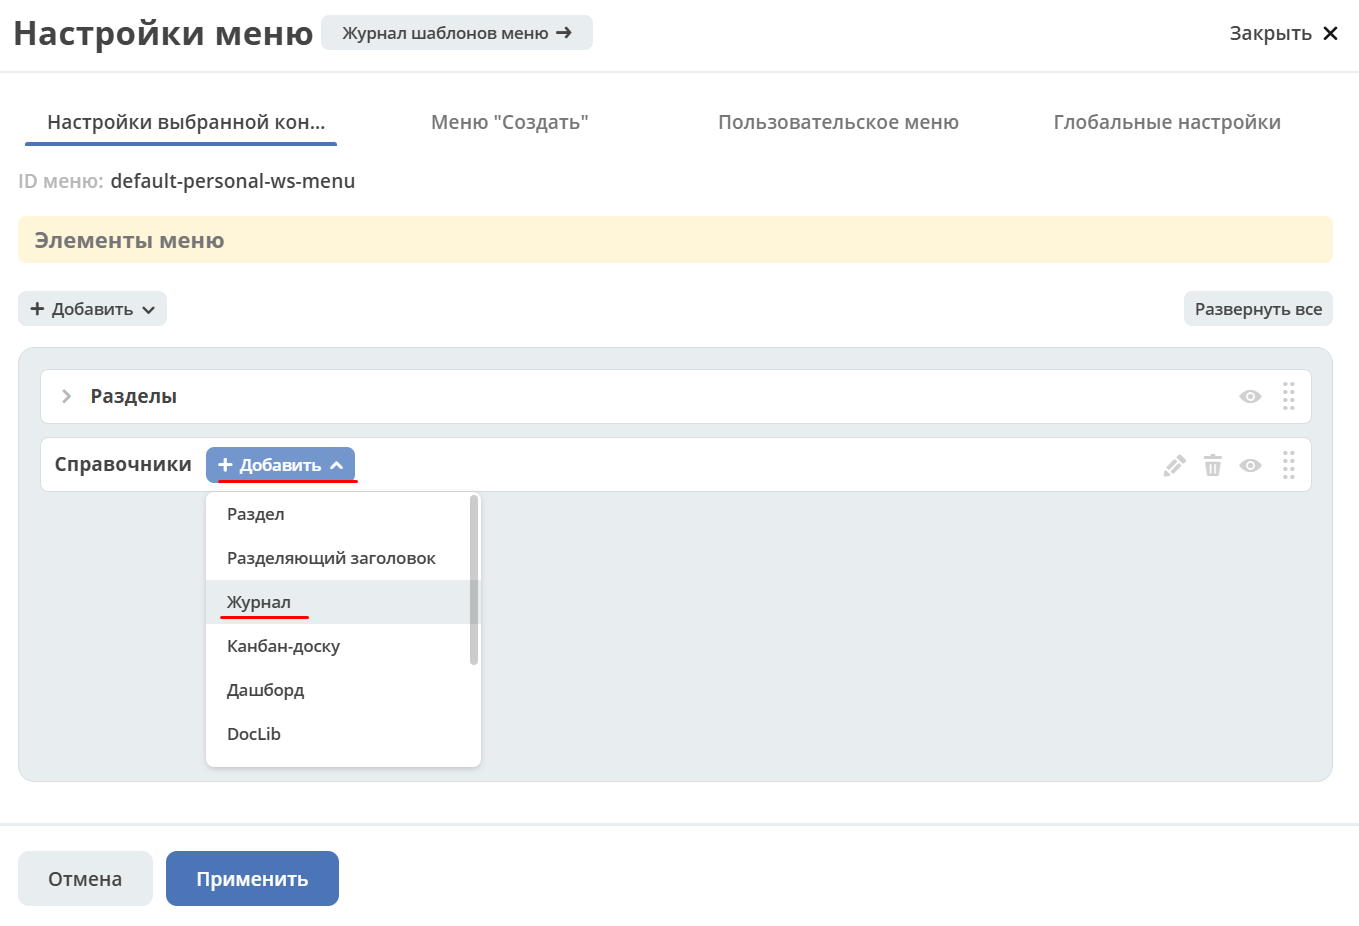 Настройки меню
Журнал шаблонов меню
Закрыть
Настройки выбранной кон...
Меню "Создать"
Пользовательское меню
Глобальные настройки
ID меню: default-personal-ws-menu
Элементы меню
Добавить
Развернуть все
Разделы
Справочники
Добавить
Раздел
Разделяющий заголовок
Журнал
Канбан-доску
Дашборд
DocLib
Отмена
Применить